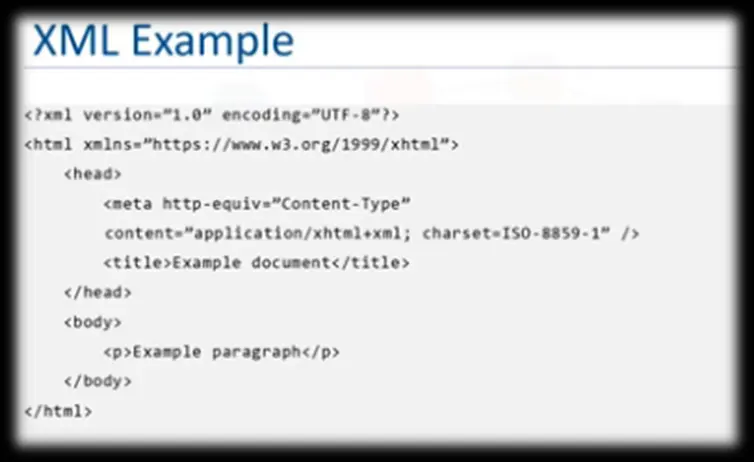 XML Example
<?xml version=”1.0” encoding=”UTF-8”?>
<html xmlns=”https://www.w3.org/1999/xhtml”>
<head>
<meta http-equiv=”Content-Type”
content=”application/xhtml+xml; charset=ISO-8859-1” />
<title>Example document</title>
</head>
<body>
<p>Example paragraph</p>
</body>
</html>